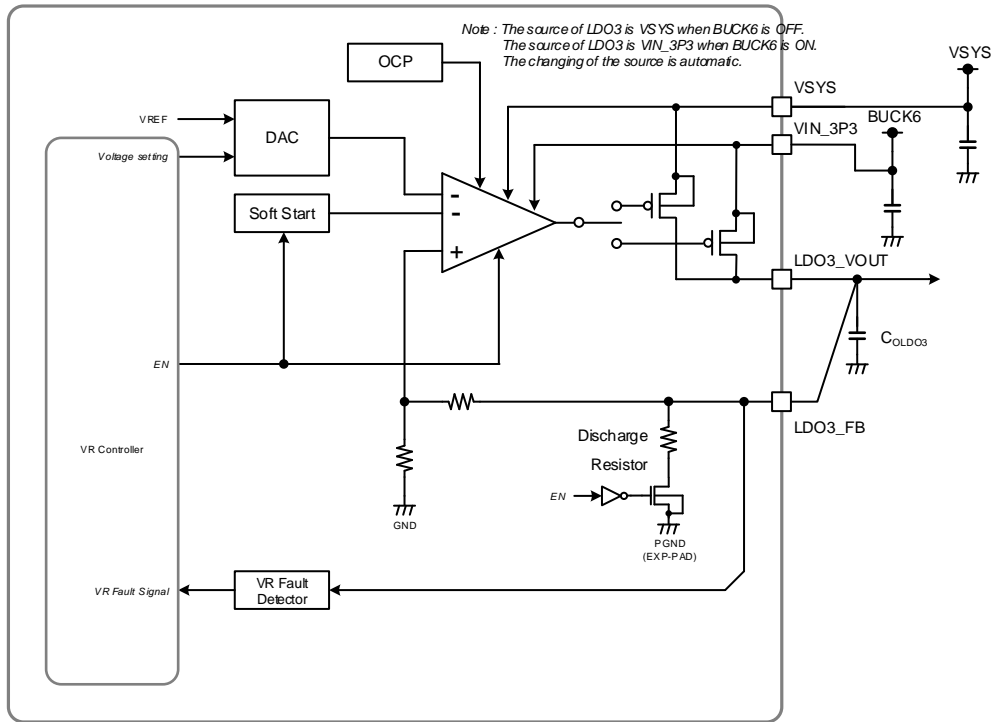 Note : The source of LDO3 is VSYS when BUCK6 is OFF.
The source of LDO3 is VIN_3P3 when BUCK6 is ON.
The changing of the source is automatic.
VSYS
OCP
VSYS
BUCK6
VREF
DAC
VIN_3P3
Voltage setting
-
Soft Start
-
+
LDO3_VOUT
COLDO3
EN
LDO3_FB
Discharge
Resistor
VR Controller
EN
GND
PGND
(EXP-PAD)
VR Fault Signal
VR Fault
Detector